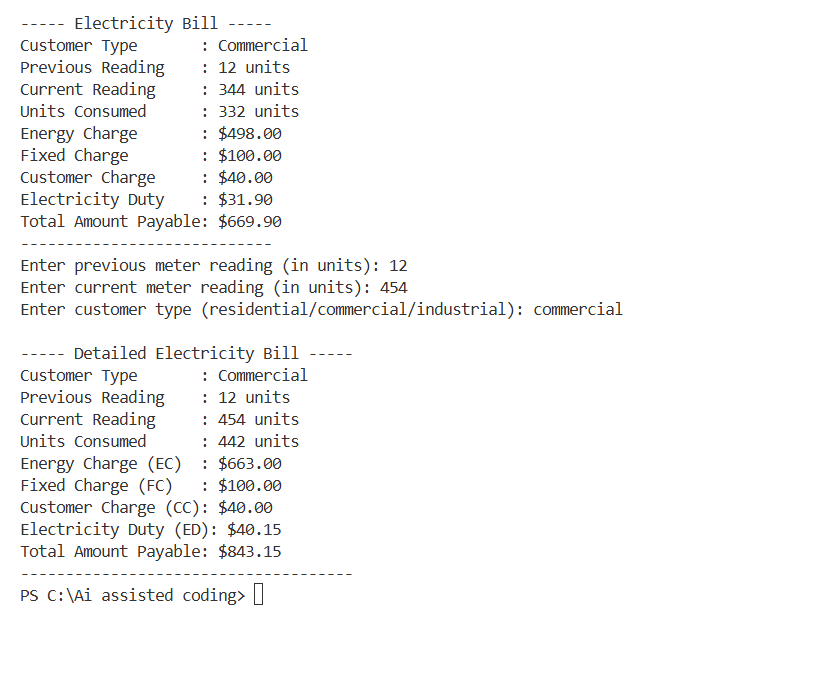 ----- Electricity Bill -----
Customer Type       : Commercial
Previous Reading    : 12 units
Current Reading     : 344 units
Units Consumed      : 332 units
Energy Charge       : $498.00
Fixed Charge        : $100.00
Customer Charge     : $40.00
Electricity Duty    : $31.90
Total Amount Payable: $669.90
----------------------------
Enter previous meter reading (in units): 12
Enter current meter reading (in units): 454
Enter customer type (residential/commercial/industrial): commercial

----- Detailed Electricity Bill -----
Customer Type       : Commercial
Previous Reading    : 12 units
Current Reading     : 454 units
Units Consumed      : 442 units
Energy Charge (EC)  : $663.00
Fixed Charge (FC)   : $100.00
Customer Charge (CC): $40.00
Electricity Duty (ED): $40.15
Total Amount Payable: $843.15
-------------------------------------
PS C:\Ai assisted coding>